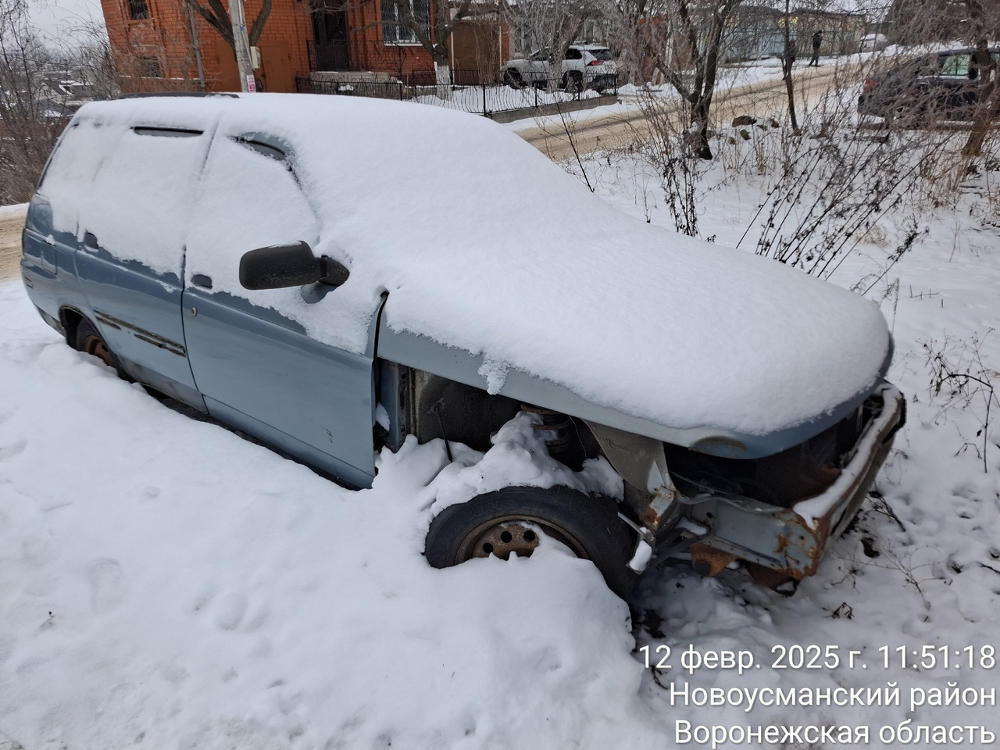 12 февр. 2025 г. 11:51:18
Новоусманский район
Воронежская область